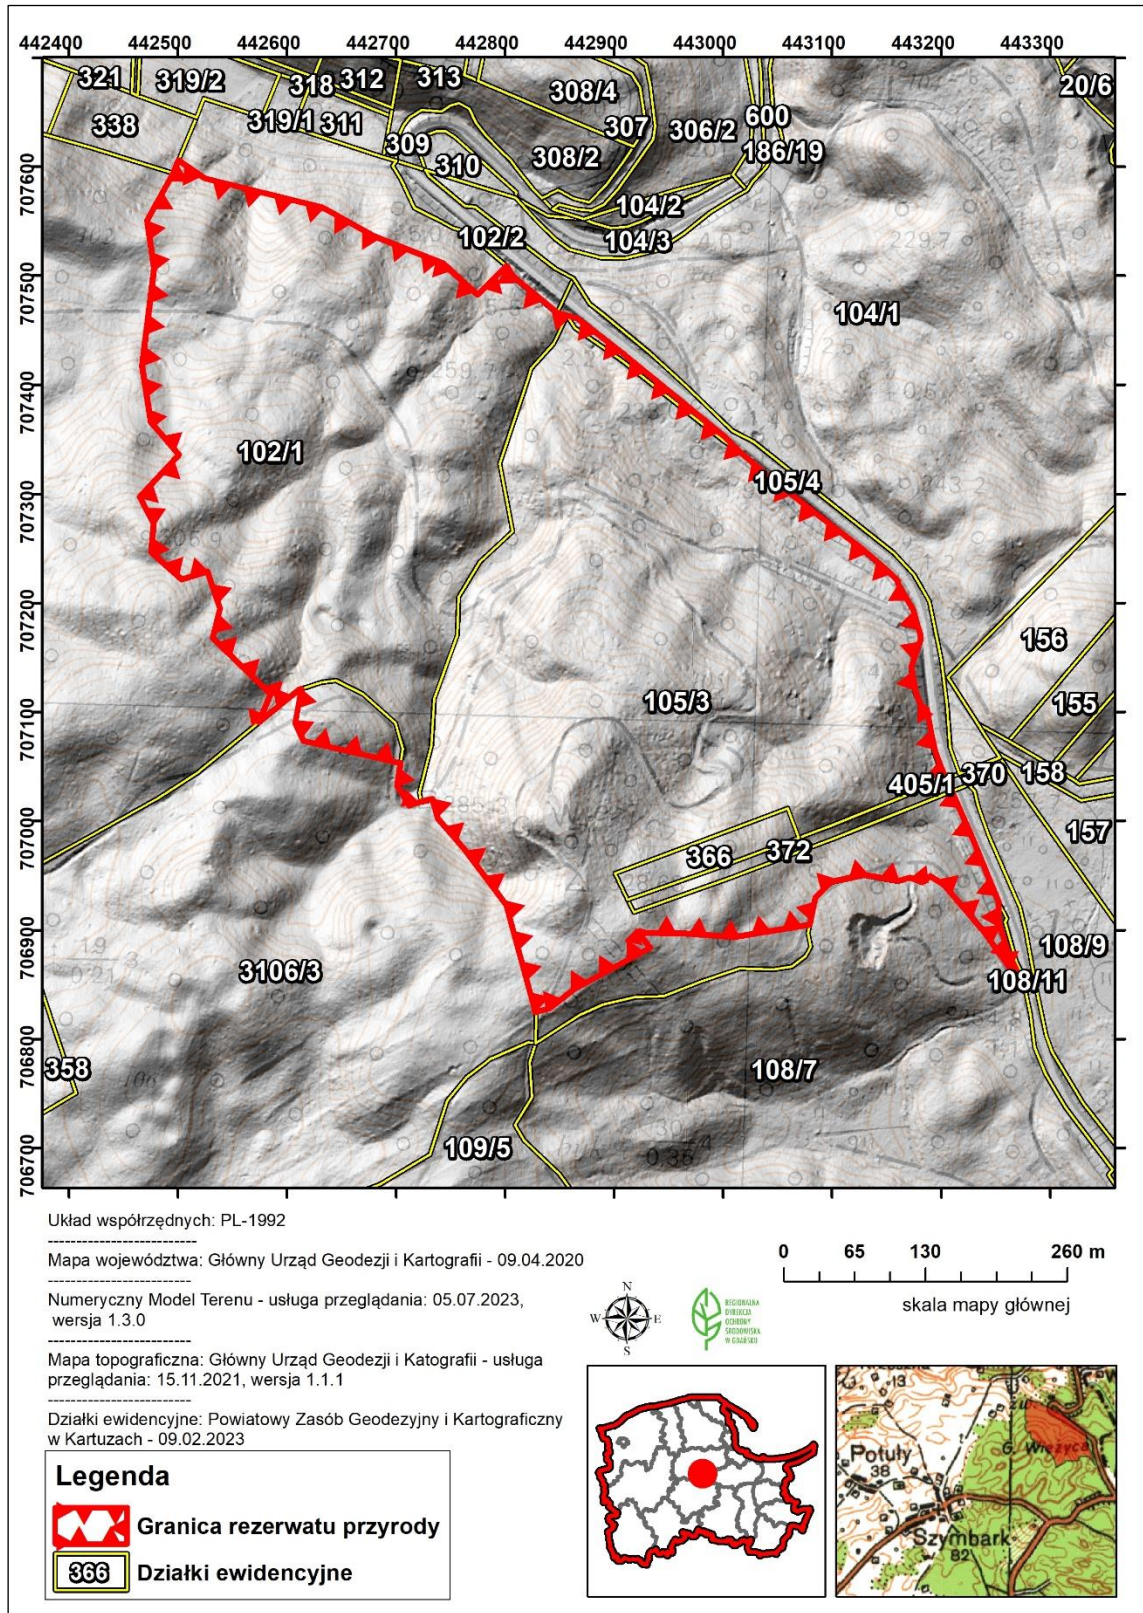 442400 442500 442600 442700 442800 442900 443000 443100 443200 443300
707600
707500
707400
707300
707200
707100
707000
706900
706800
706700
321
319/2
318
312
313
308/4
20/6
338
319/1
311
309
310
307
308/2
306/2
600
186/19
104/2
102/2
104/3
104/1
102/1
105/4
156
105/3
155
405/1
370
158
366
372
157
3106/3
108/9
108/11
358
108/7
109/5
Układ współrzędnych: PL-1992
--------------------------
Mapa województwa: Główny Urząd Geodezji i Kartografii - 09.04.2020
-------------------------
Numeryczny Model Terenu - usługa przeglądania: 05.07.2023,
wersja 1.3.0
-------------------------
Mapa topograficzna: Główny Urząd Geodezji i Katografii - usługa
przeglądania: 15.11.2021, wersja 1.1.1
-------------------------
Działki ewidencyjne: Powiatowy Zasób Geodezyjny i Kartograficzny
w Kartuzach - 09.02.2023
N
W E
S
REGIONALNA
DYREKCJA
OCHRONY
ŚRODOWISKA
W GDAŃSKU
0 65 130 260 m
skala mapy głównej
Legenda
Granica rezerwatu przyrody
366 Działki ewidencyjne
13
Potuły
38
G. Wieżyca
Szymbark
82